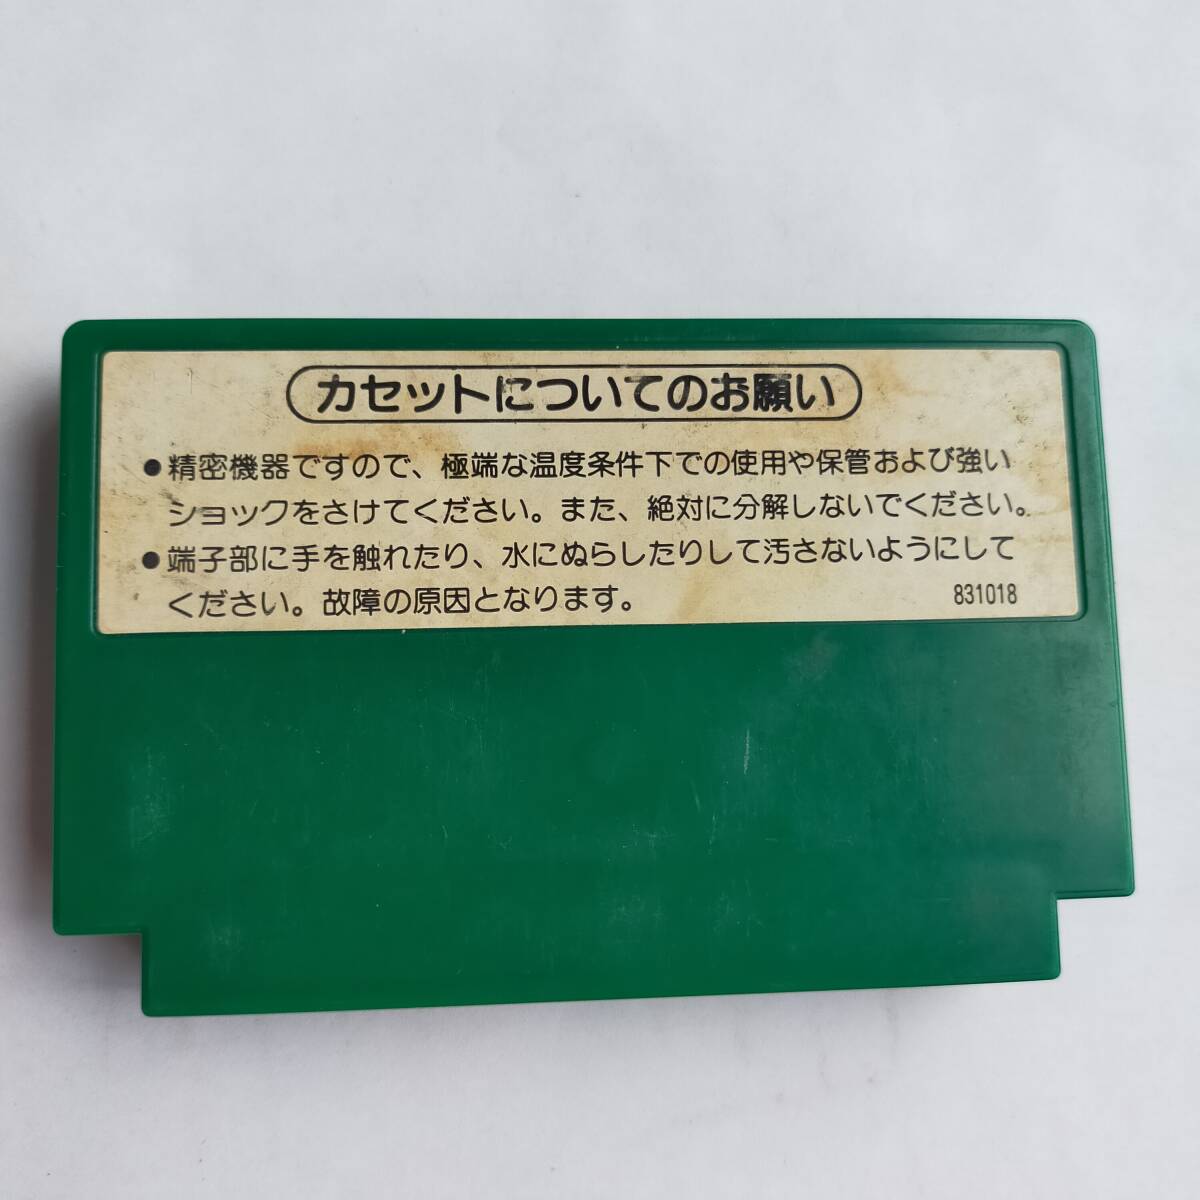 カセットについてのお願い
●精密機器ですので、極端な温度条件下での使用や保管および強い
ショックをさけてください。また、絶対に分解しないでください。
●端子部に手を触れたり、水にぬらしたりして汚さないようにして
ください。故障の原因となります。 831018